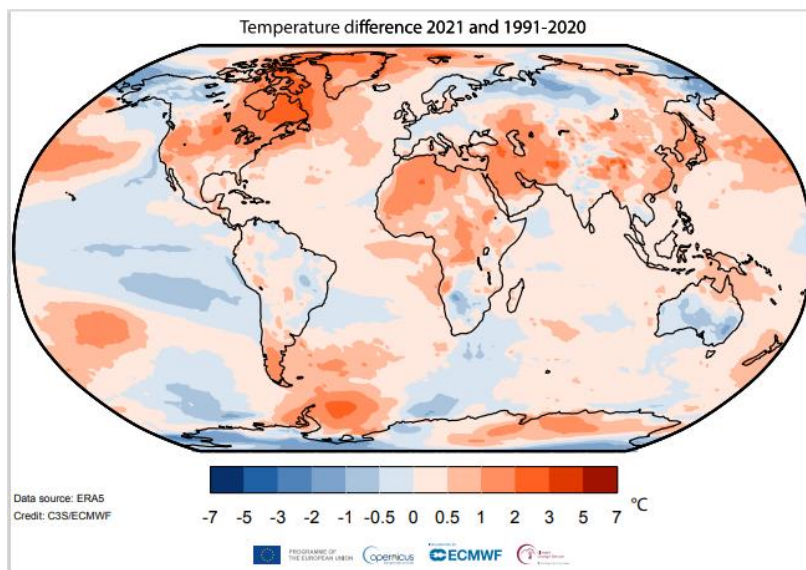 Temperature difference 2021 and 1991-2020
-7 -5 -3 -2 -1 -0.5 0 0.5 1 2 3 5 7 °C
Data source: ERA5
Credit: C3S/ECMWF
PROGRAMME OF
THE EUROPEAN UNION
Copernicus
ECMWF